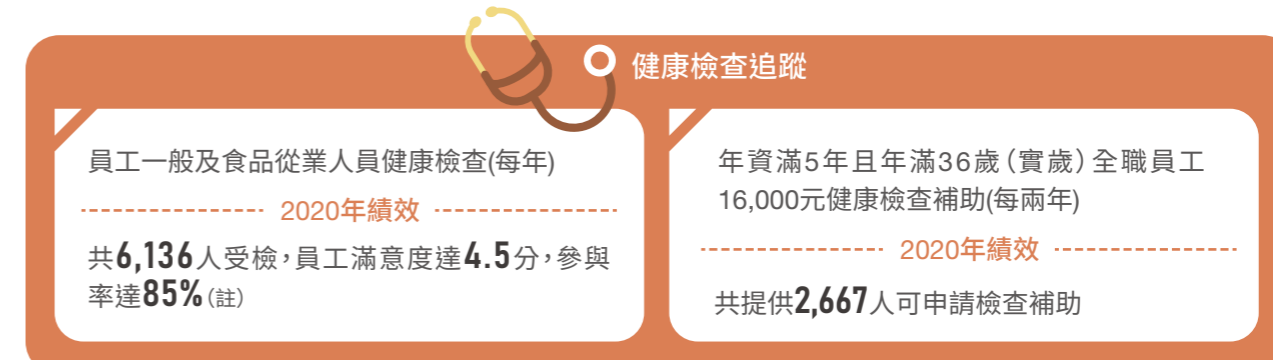 健康檢查追蹤
員工一般及食品從業人員健康檢查(每年)
2020年績效
共6,136人受檢，員工滿意度達4.5分，參與
率達85%（註）
年資滿5年且年滿36歲（實歲）全職員工
16,000元健康檢查補助(每兩年)
2020年績效
共提供2,667人可申請檢查補助